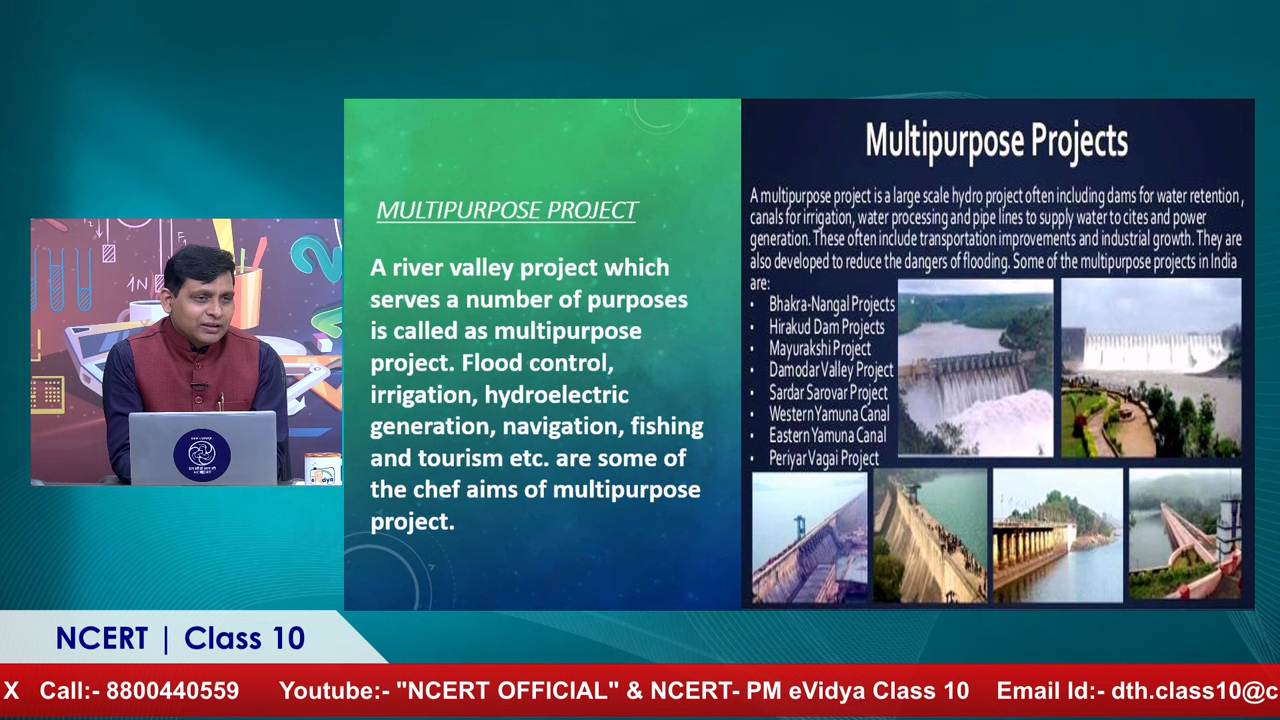 MULTIPURPOSE PROJECT
A river valley project which
serves a number of purposes
is called as multipurpose
project. Flood control,
irrigation, hydroelectric
generation, navigation, fishing
and tourism etc. are some of
the chef aims of multipurpose
project.
Multipurpose Projects
A multipurpose project is a large scale hydro project often including dams for water retention,
canals for irrigation, water processing and pipe lines to supply water to cites and power
generation. These often include transportation improvements and industrial growth. They are
also developed to reduce the dangers of flooding. Some of the multipurpose projects in India
are:
• Bhakra-Nangal Projects
• Hirakud Dam Projects
• Mayurakshi Project
• Damodar Valley Project
• Sardar Sarovar Project
• Western Yamuna Canal
• Eastern Yamuna Canal
• Periyar Vagai Project
1N
NCERT
NCERT | Class 10
X Call:- 8800440559 Youtube:- "NCERT OFFICIAL" & NCERT- PM eVidya Class 10 Email Id:- dth.class10@c